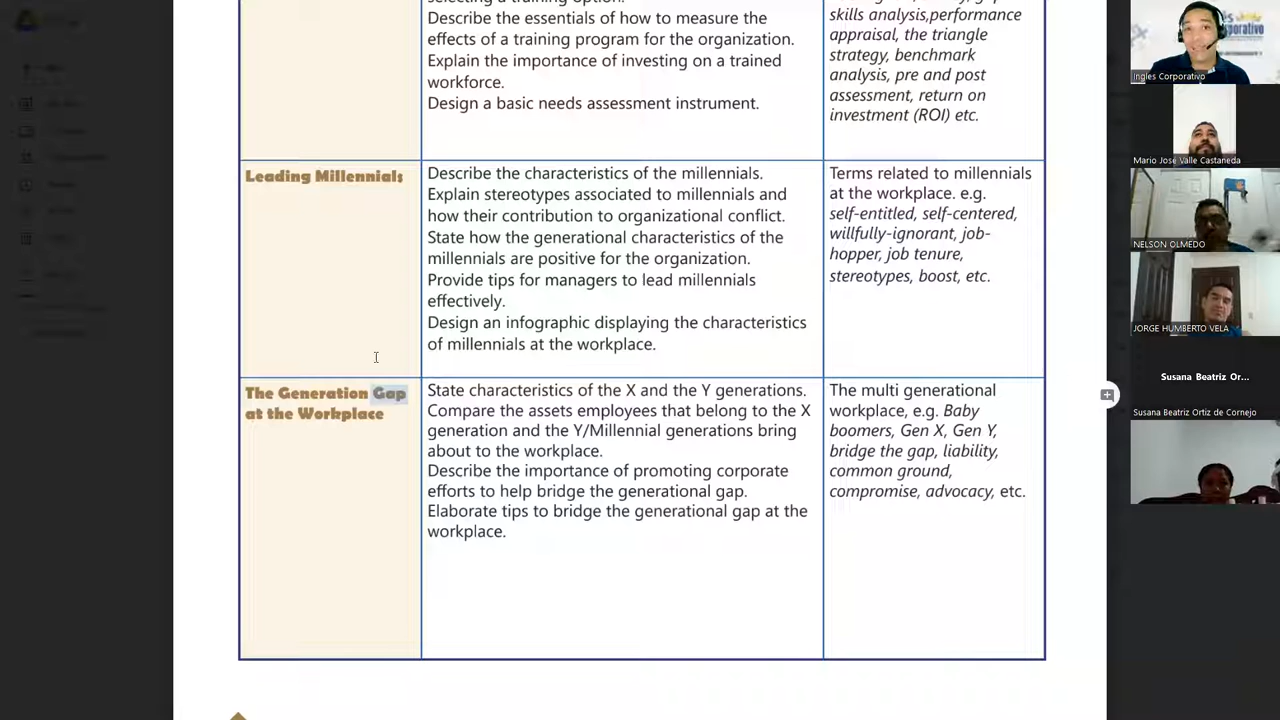 selecting a training option.
Describe the essentials of how to measure the
effects of a training program for the organization.
Explain the importance of investing on a trained
workforce.
Design a basic needs assessment instrument.
skills analysis,performance
appraisal, the triangle
strategy, benchmark
analysis, pre and post
assessment, return on
investment (ROI) etc.
Leading Millennials
Describe the characteristics of the millennials.
Explain stereotypes associated to millennials and
how their contribution to organizational conflict.
State how the generational characteristics of the
millennials are positive for the organization.
Provide tips for managers to lead millennials
effectively.
Design an infographic displaying the characteristics
of millennials at the workplace.
Terms related to millennials
at the workplace. e.g.
self-entitled, self-centered,
willfully-ignorant, job-
hopper, job tenure,
stereotypes, boost, etc.
The Generation Gap
at the Workplace
State characteristics of the X and the Y generations.
Compare the assets employees that belong to the X
generation and the Y/Millennial generations bring
about to the workplace.
Describe the importance of promoting corporate
efforts to help bridge the generational gap.
Elaborate tips to bridge the generational gap at the
workplace.
The multi generational
workplace, e.g. Baby
boomers, Gen X, Gen Y,
bridge the gap, liability,
common ground,
compromise, advocacy, etc.
Ingles Corporativo
Mario Jose Valle Castaneda
NELSON OLMEDO
JORGE HUMBERTO VELA
Susana Beatriz Or...
Susana Beatriz Ortiz de Cornejo